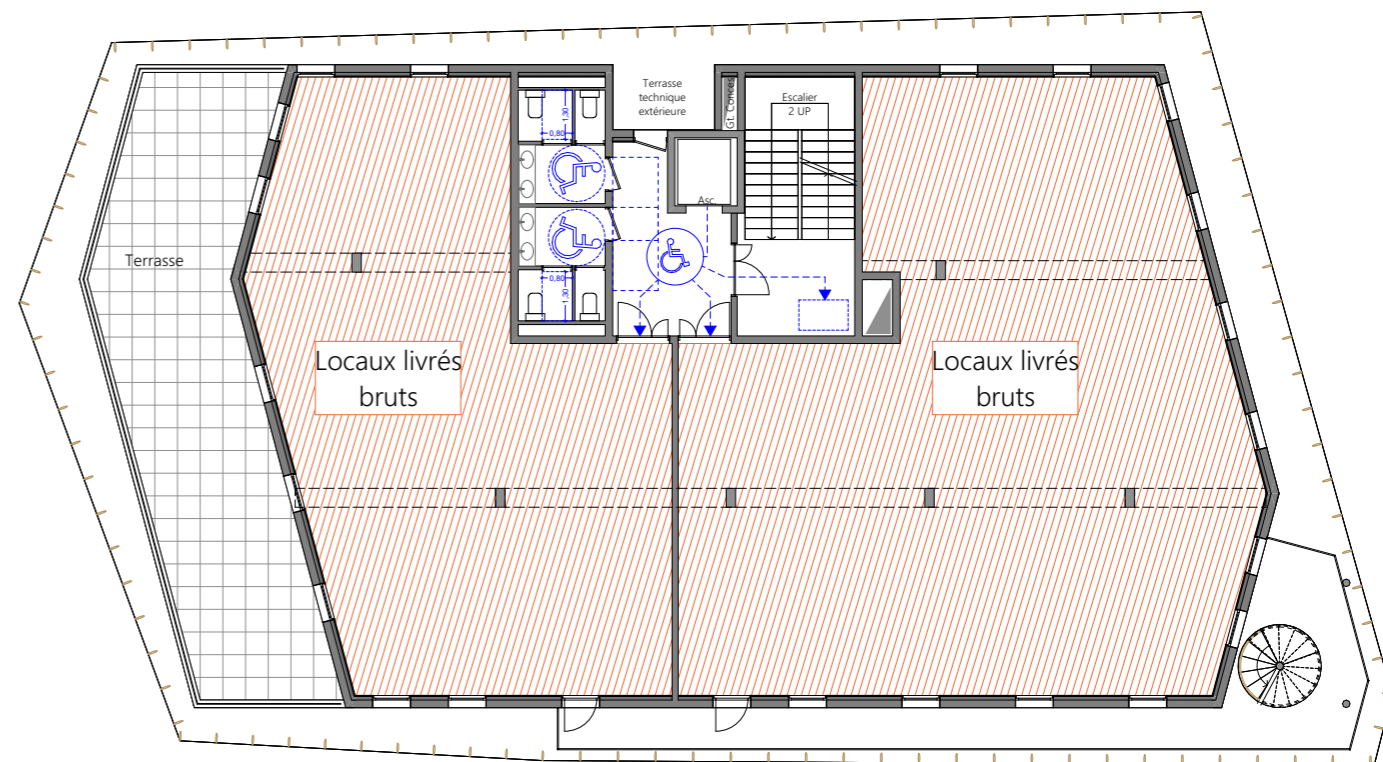 Terrasse
technique
extérieure
Gt. Conces
Escalier
2 UP
1,30
0,80
Asc.
Terrasse
0,80
1,30
Locaux livrés
bruts
Locaux livrés
bruts